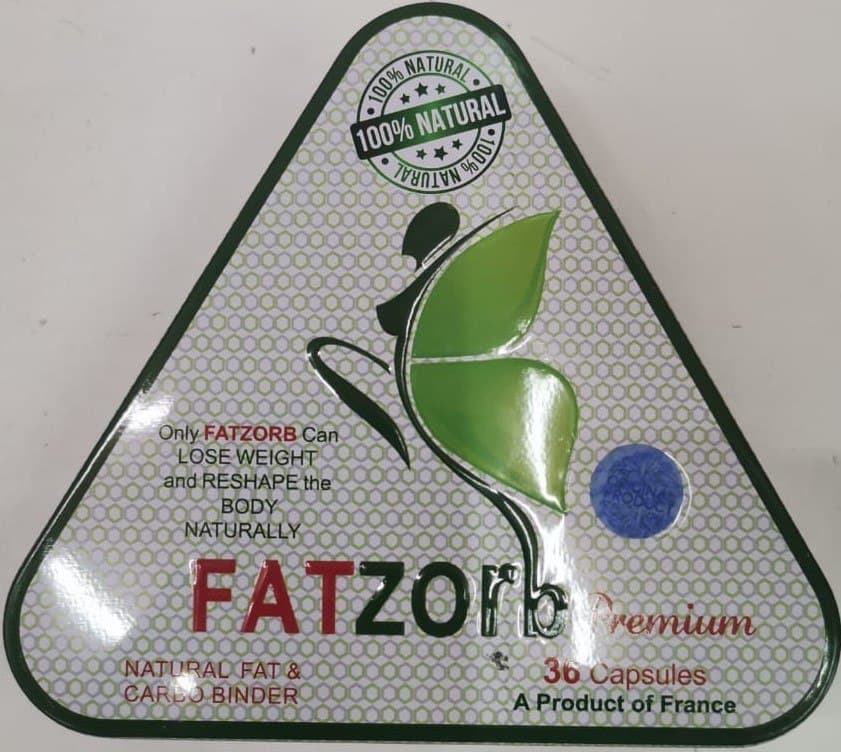 100% NATURAL
100% NATURAL
100% NATURAL
Only FATZORB Can
LOSE WEIGHT
and RESHAPE the
BODY
NATURALLY
FATZOrb Premium
NATURAL FAT &
CARBO BINDER
36 Capsules
A Product of France